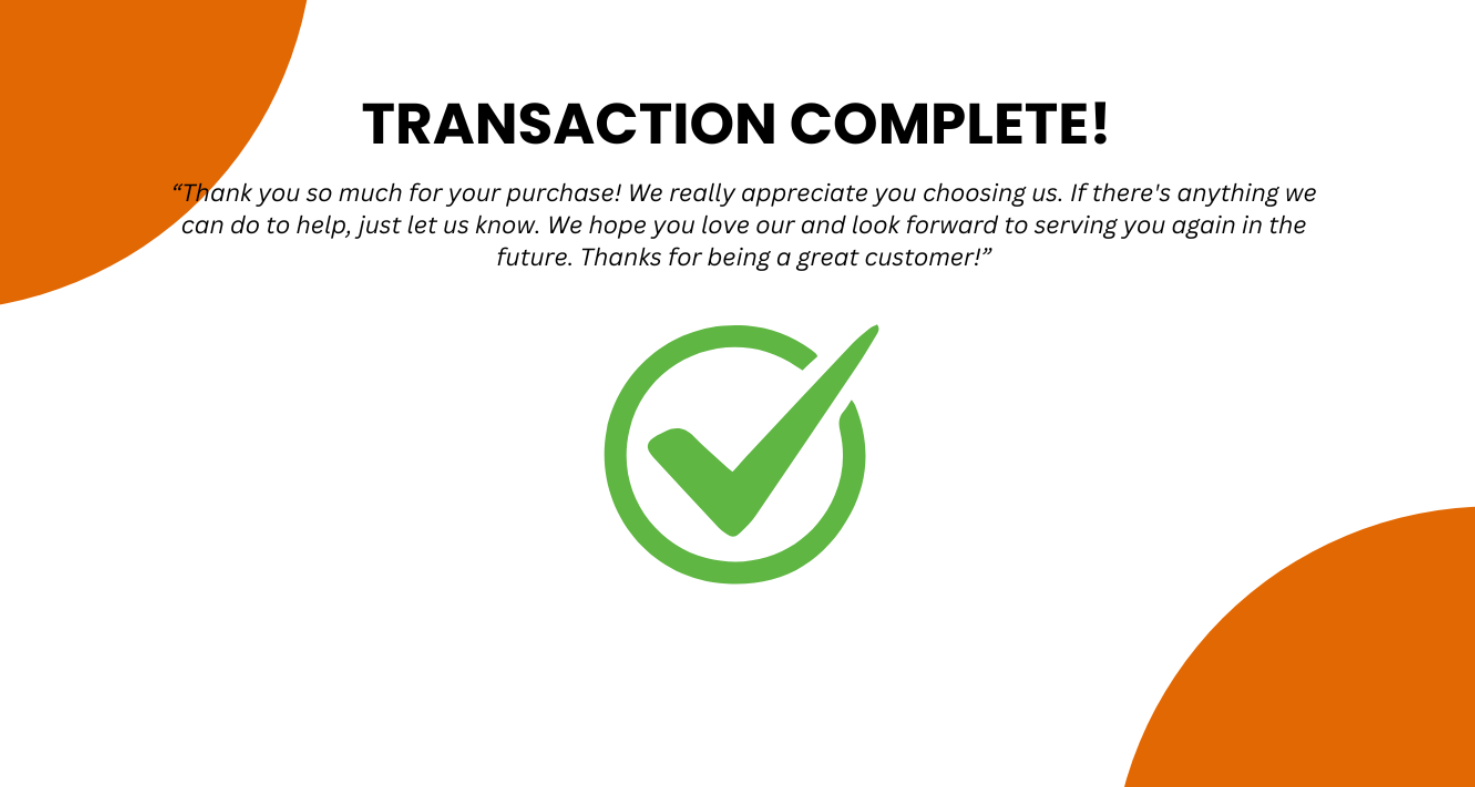 TRANSACTION COMPLETE!
“Thank you so much for your purchase! We really appreciate you choosing us. If there's anything we
can do to help, just let us know. We hope you love our and look forward to serving you again in the
future. Thanks for being a great customer!”